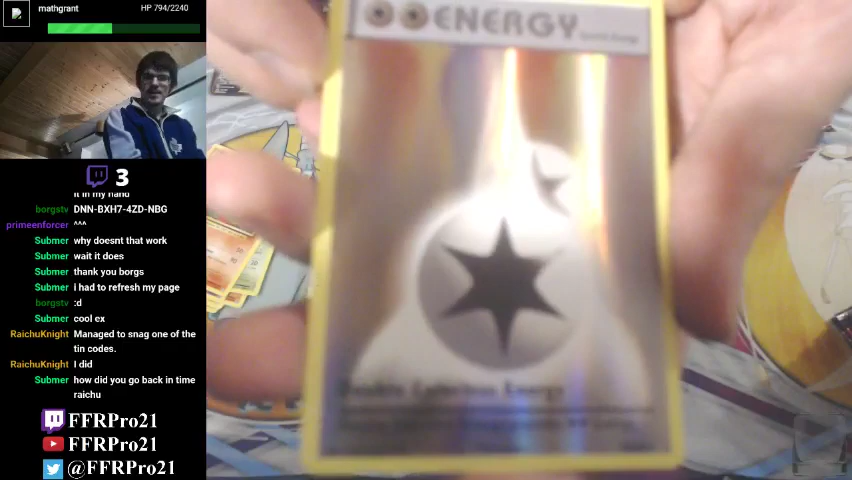 mathgrant
HP 794/2240
ENERGY
3
it in my hand
borgstv DNN-BXH7-4ZD-NBG
primeenforcer ^^^
Submer why doesnt that work
Submer wait it does
Submer thank you borgs
Submer i had to refresh my page
borgstv :d
Submer cool ex
RaichuKnight Managed to snag one of the
tin codes.
RaichuKnight I did
Submer how did you go back in time
raichu
Double Colorless Energy
FFRPro21
FFRPro21
@FFRPro21